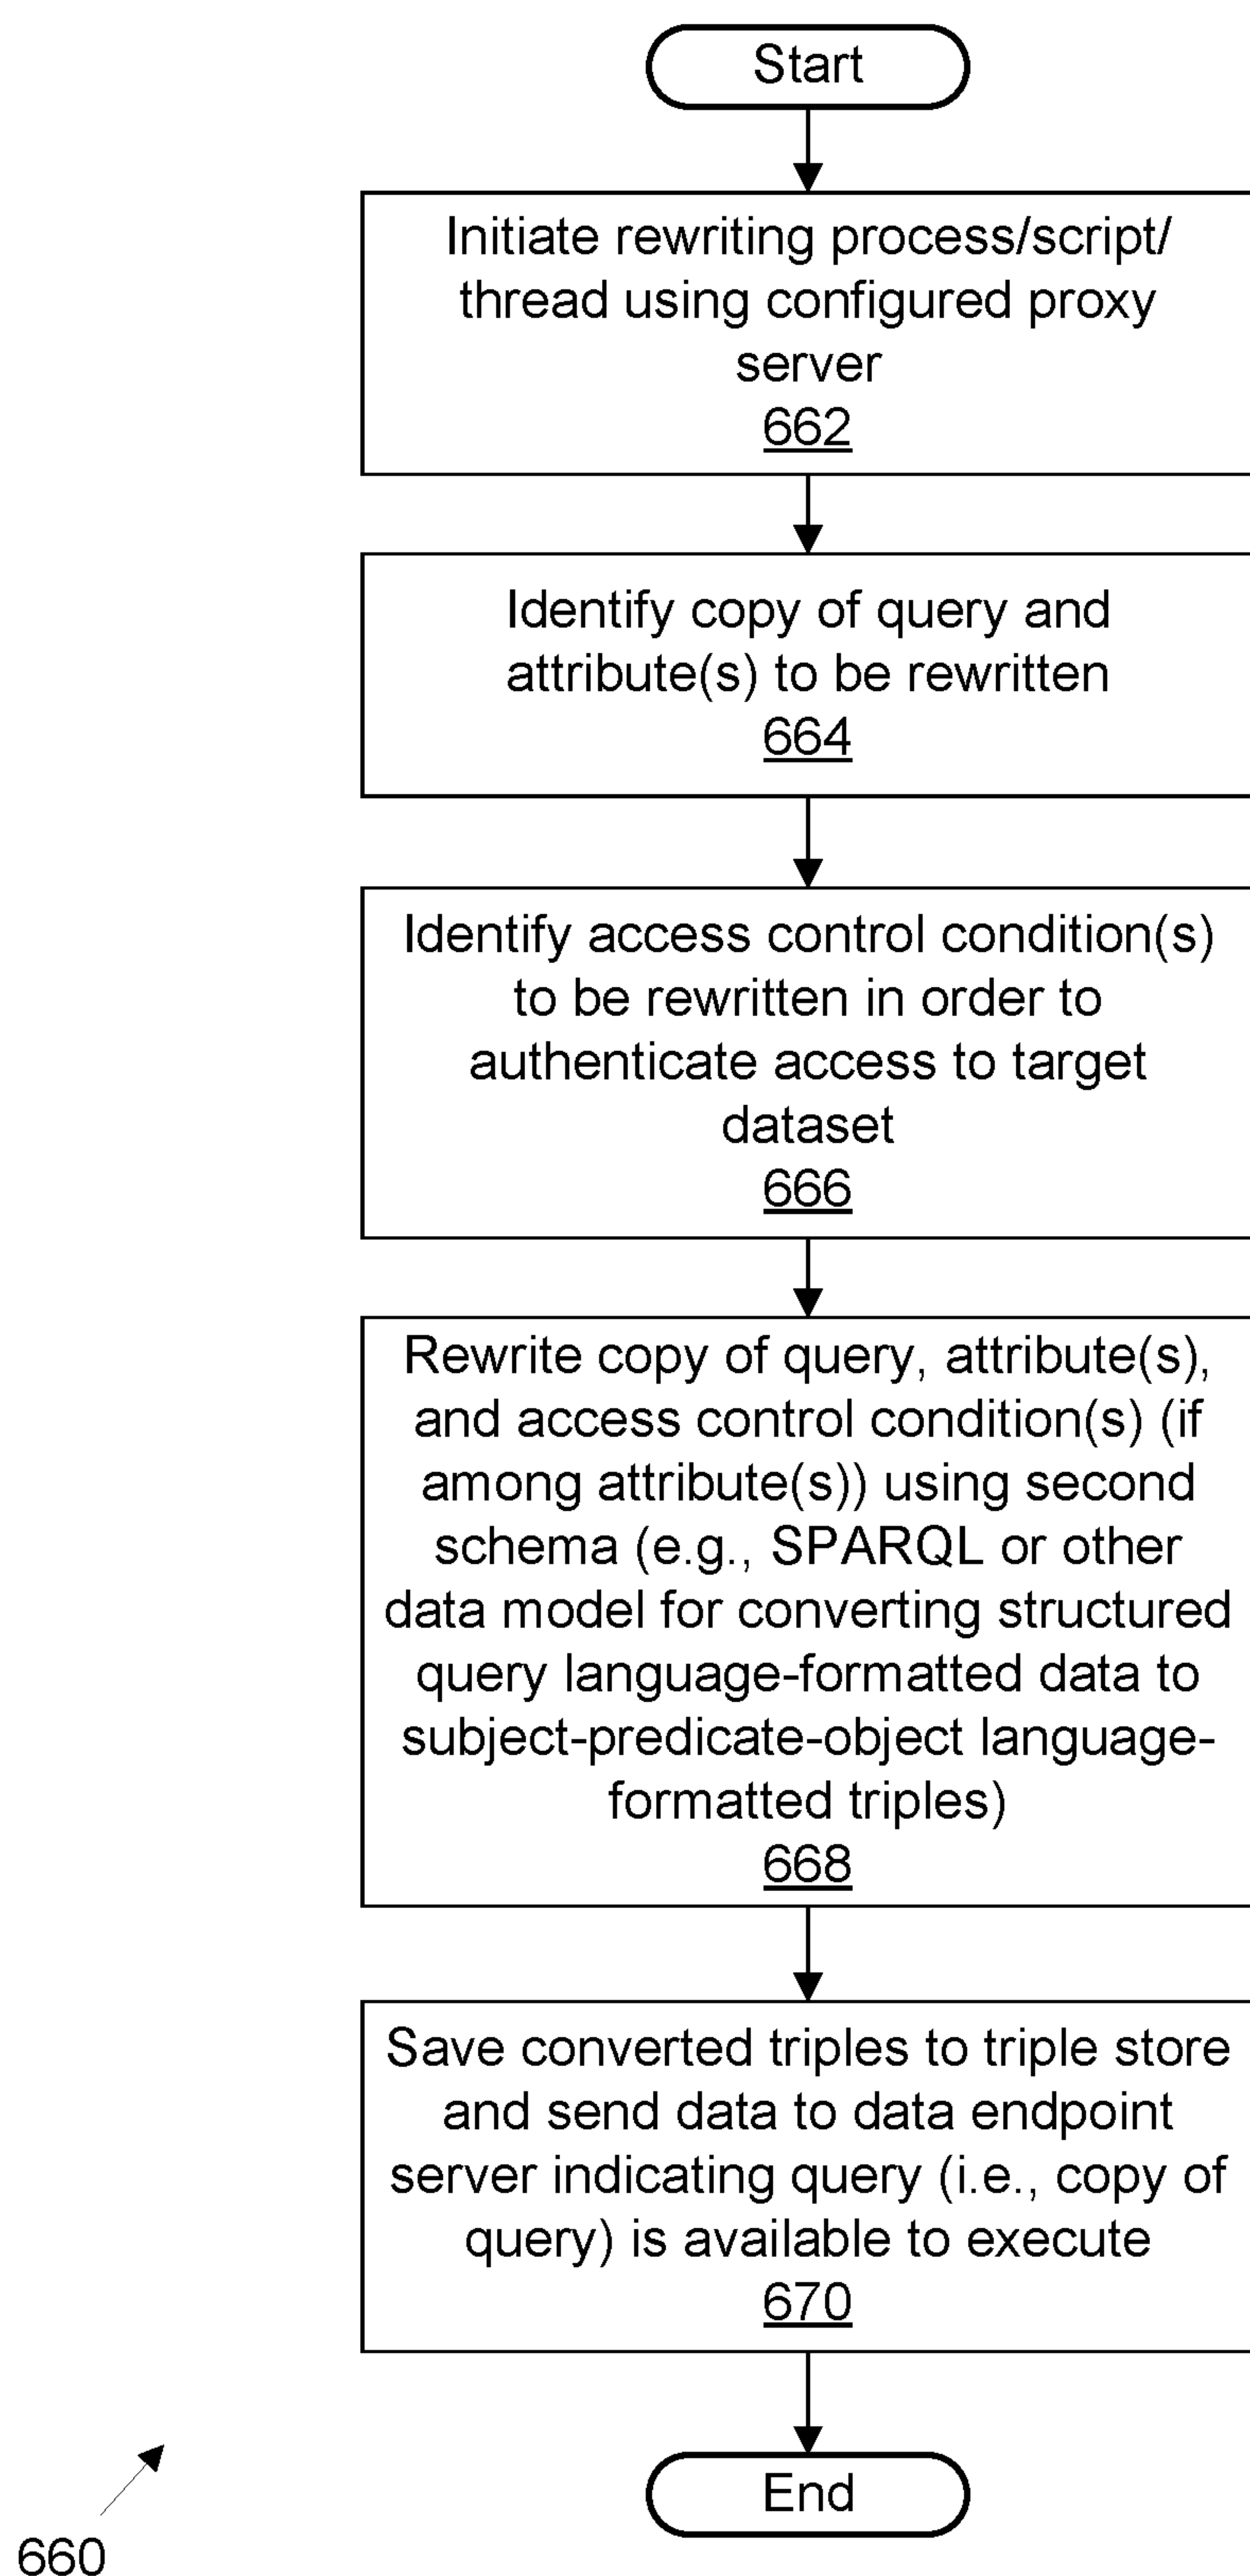 Start
Initiate rewriting process/script/
thread using configured proxy
server
662
Identify copy of query and
attribute(s) to be rewritten
664
Identify access control condition(s)
to be rewritten in order to
authenticate access to target
dataset
666
Rewrite copy of query, attribute(s),
and access control condition(s) (if
among attribute(s)) using second
schema (e.g., SPARQL or other
data model for converting structured
query language-formatted data to
subject-predicate-object language-
formatted triples)
668
Save converted triples to triple store
and send data to data endpoint
server indicating query (i.e., copy of
query) is available to execute
670
End
660